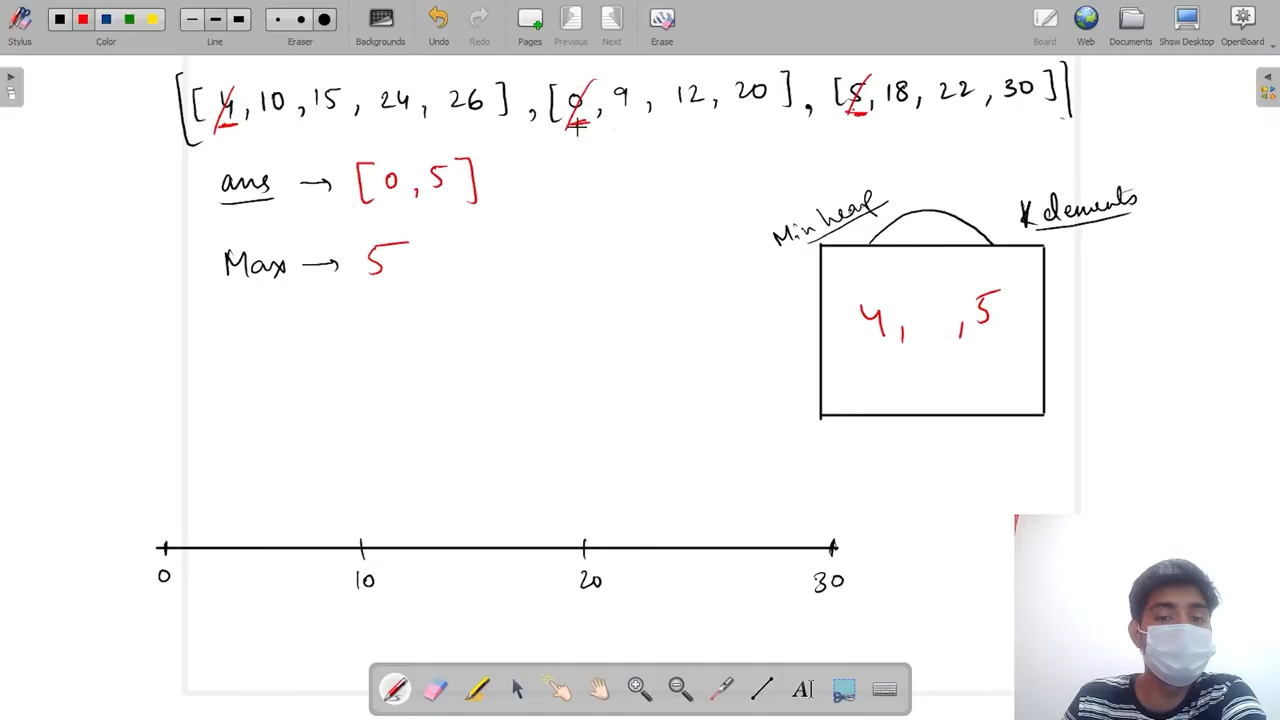 Stylus Color Line Eraser Backgrounds Undo Redo Pages Previous Next Erase Board Web Documents Show Desktop OpenBoard
[[4, 10, 15, 24, 26], [0, 9, 12, 20], [5, 18, 22, 30]]
ans → [0, 5]
Max → 5
Min heap
K elements
4, , 5
0 10 20 30